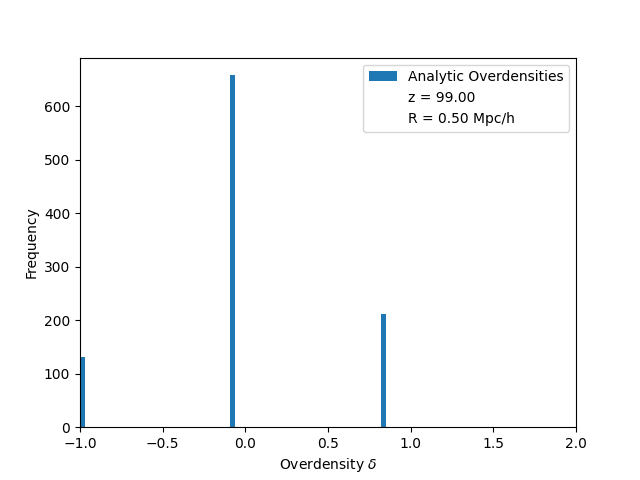 Analytic Overdensities
z = 99.00
R = 0.50 Mpc/h
600
500
400
300
200
100
0
Frequency
−1.0 −0.5 0.0 0.5 1.0 1.5 2.0
Overdensity δ